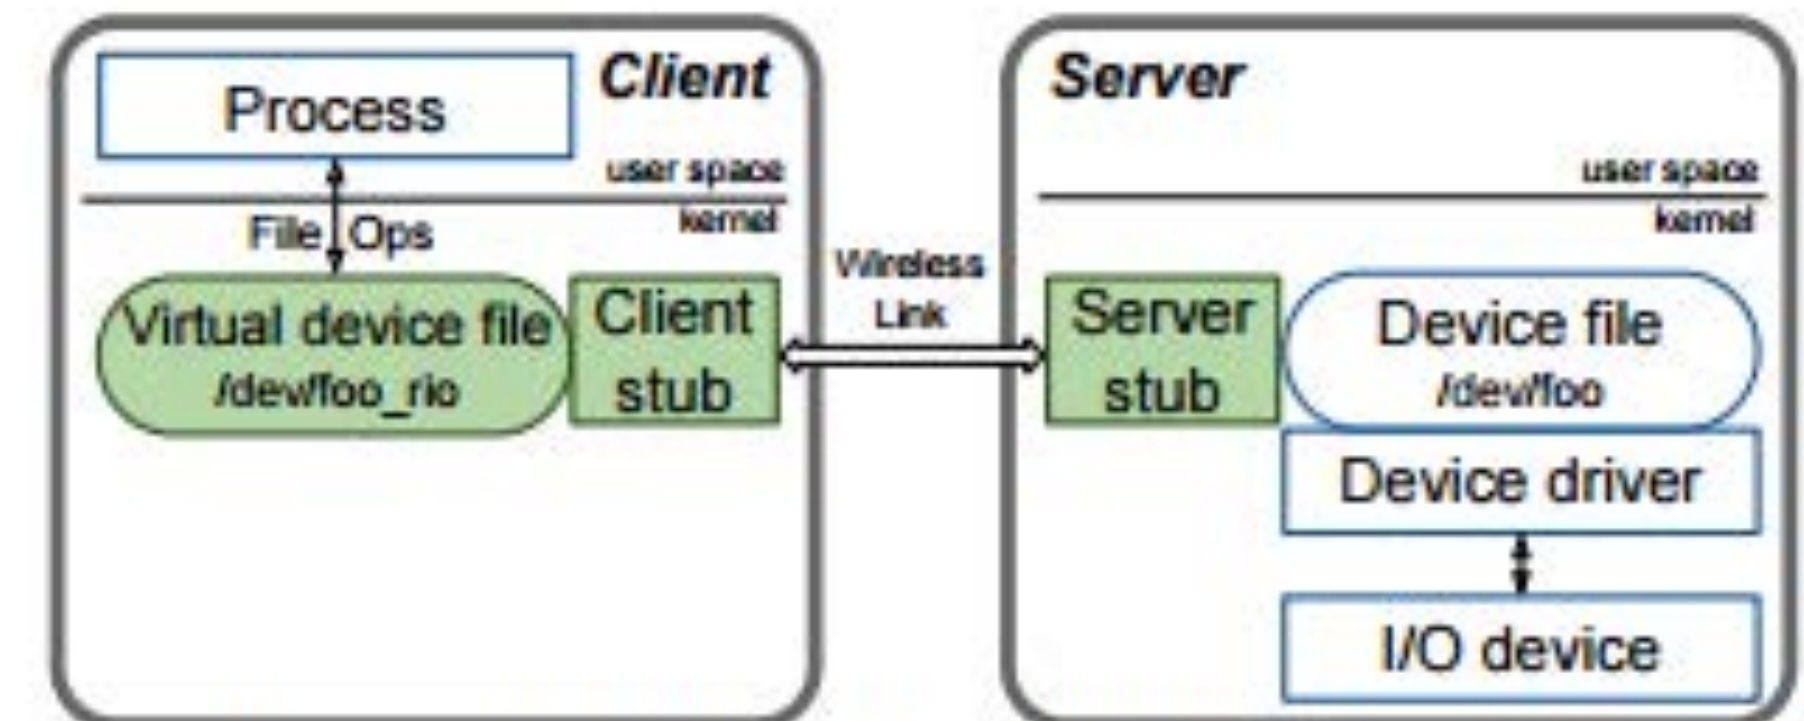 Client
Process
user space
kernel
File Ops
Virtual device file
/dev/foo_rio
Client
stub
Wireless
Link
Server
user space
kernel
Server
stub
Device file
/dev/foo
Device driver
I/O device